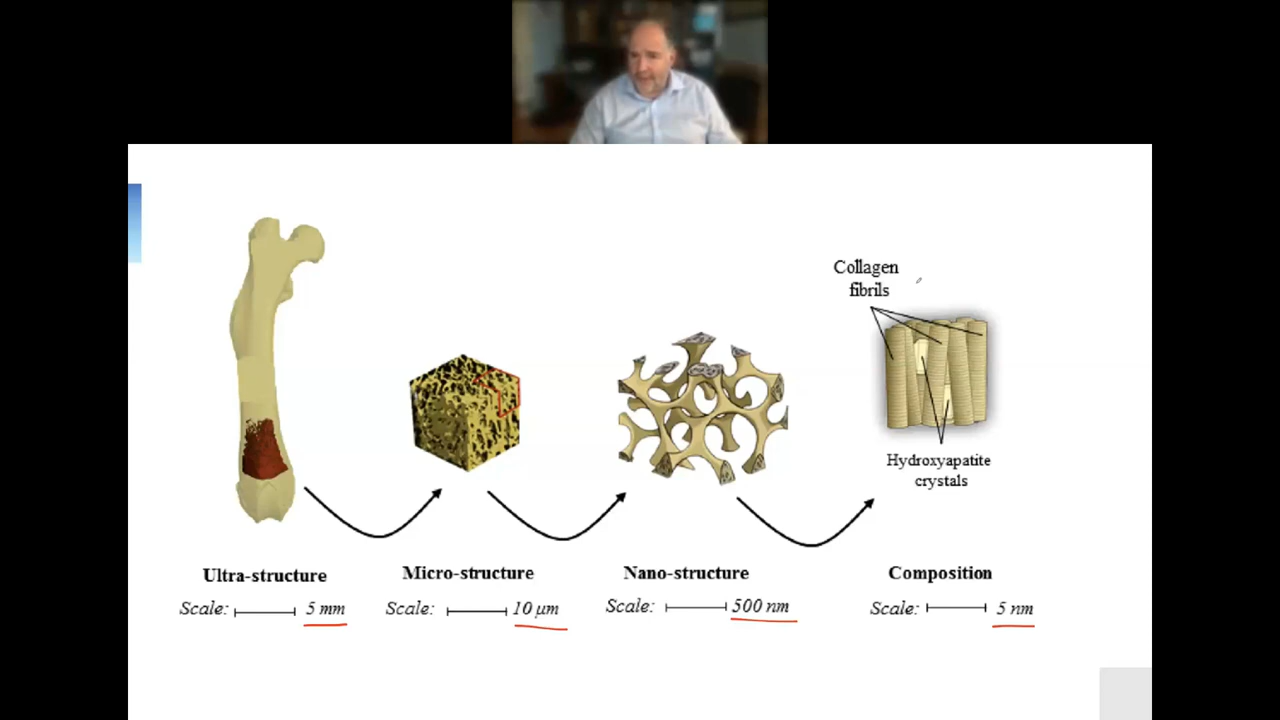 Collagen
fibrils
Hydroxyapatite
crystals
Ultra-structure
Micro-structure
Nano-structure
Composition
Scale: 5 mm
Scale: 10 μm
Scale: 500 nm
Scale: 5 nm